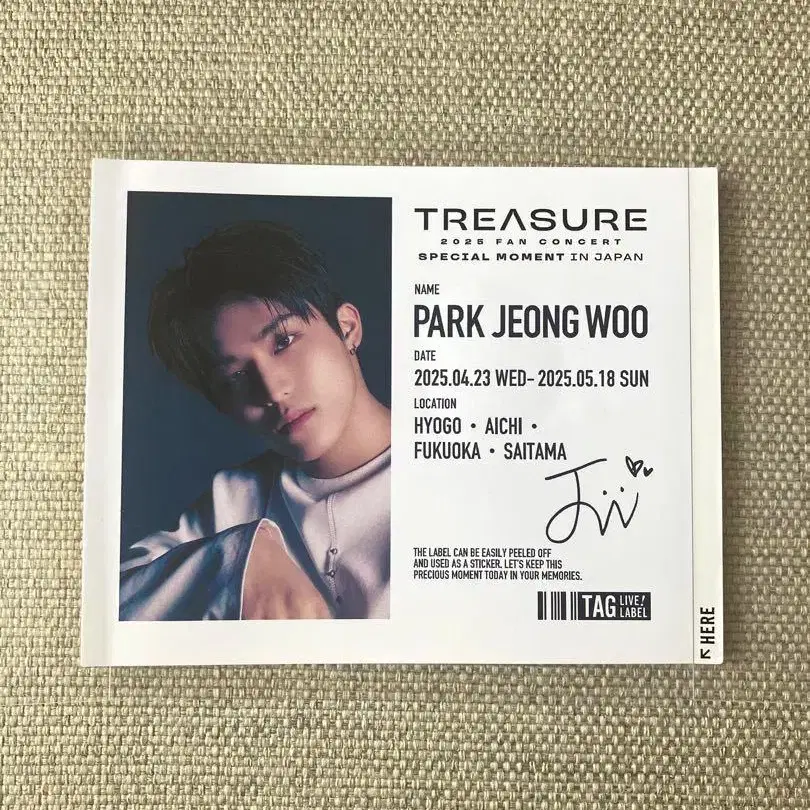 TREASURE
2025 FAN CONCERT
SPECIAL MOMENT IN JAPAN
NAME
PARK JEONG WOO
DATE
2025.04.23 WED- 2025.05.18 SUN
LOCATION
HYOGO • AICHI •
FUKUOKA • SAITAMA
THE LABEL CAN BE EASILY PEELED OFF
AND USED AS A STICKER. LET'S KEEP THIS
PRECIOUS MOMENT TODAY IN YOUR MEMORIES.
TAG LIVE! LABEL
HERE